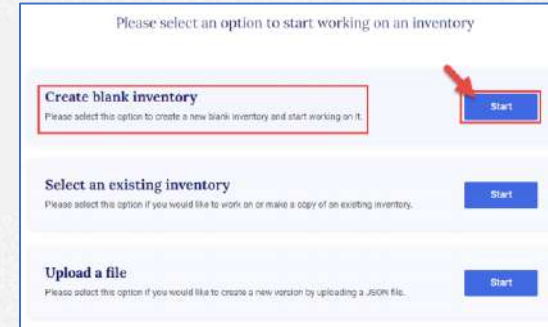 Please select an option to start working on an inventory
Create blank inventory
Please select this option to create a new blank inventory and start working on it.
Start
Select an existing inventory
Please select this option if you would like to work on or make a copy of an existing inventory.
Start
Upload a file
Please select this option if you would like to create a new version by uploading a JSON file.
Start